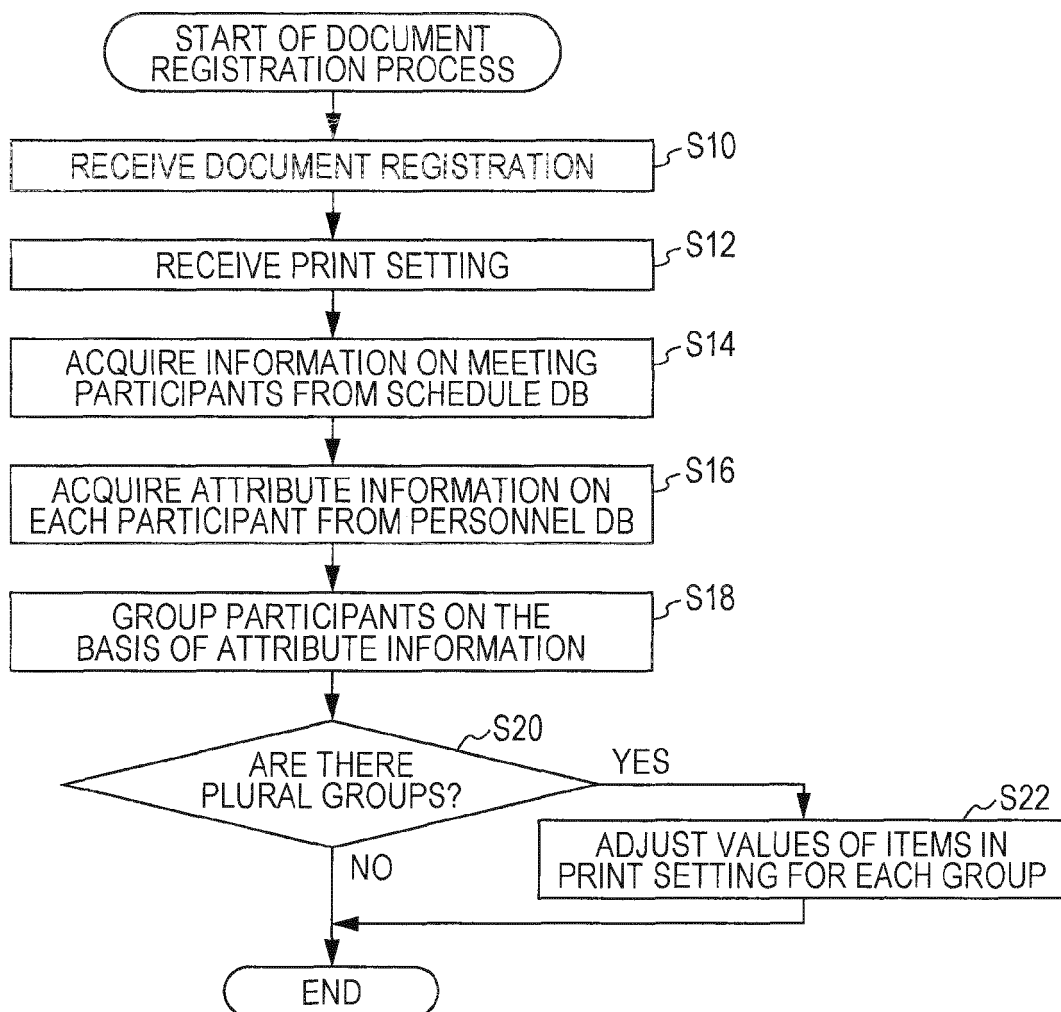 START OF DOCUMENT
REGISTRATION PROCESS
S10
RECEIVE DOCUMENT REGISTRATION
S12
RECEIVE PRINT SETTING
S14
ACQUIRE INFORMATION ON MEETING
PARTICIPANTS FROM SCHEDULE DB
S16
ACQUIRE ATTRIBUTE INFORMATION ON
EACH PARTICIPANT FROM PERSONNEL DB
S18
GROUP PARTICIPANTS ON THE
BASIS OF ATTRIBUTE INFORMATION
S20
ARE THERE
PLURAL GROUPS?
YES
S22
ADJUST VALUES OF ITEMS IN
PRINT SETTING FOR EACH GROUP
NO
END